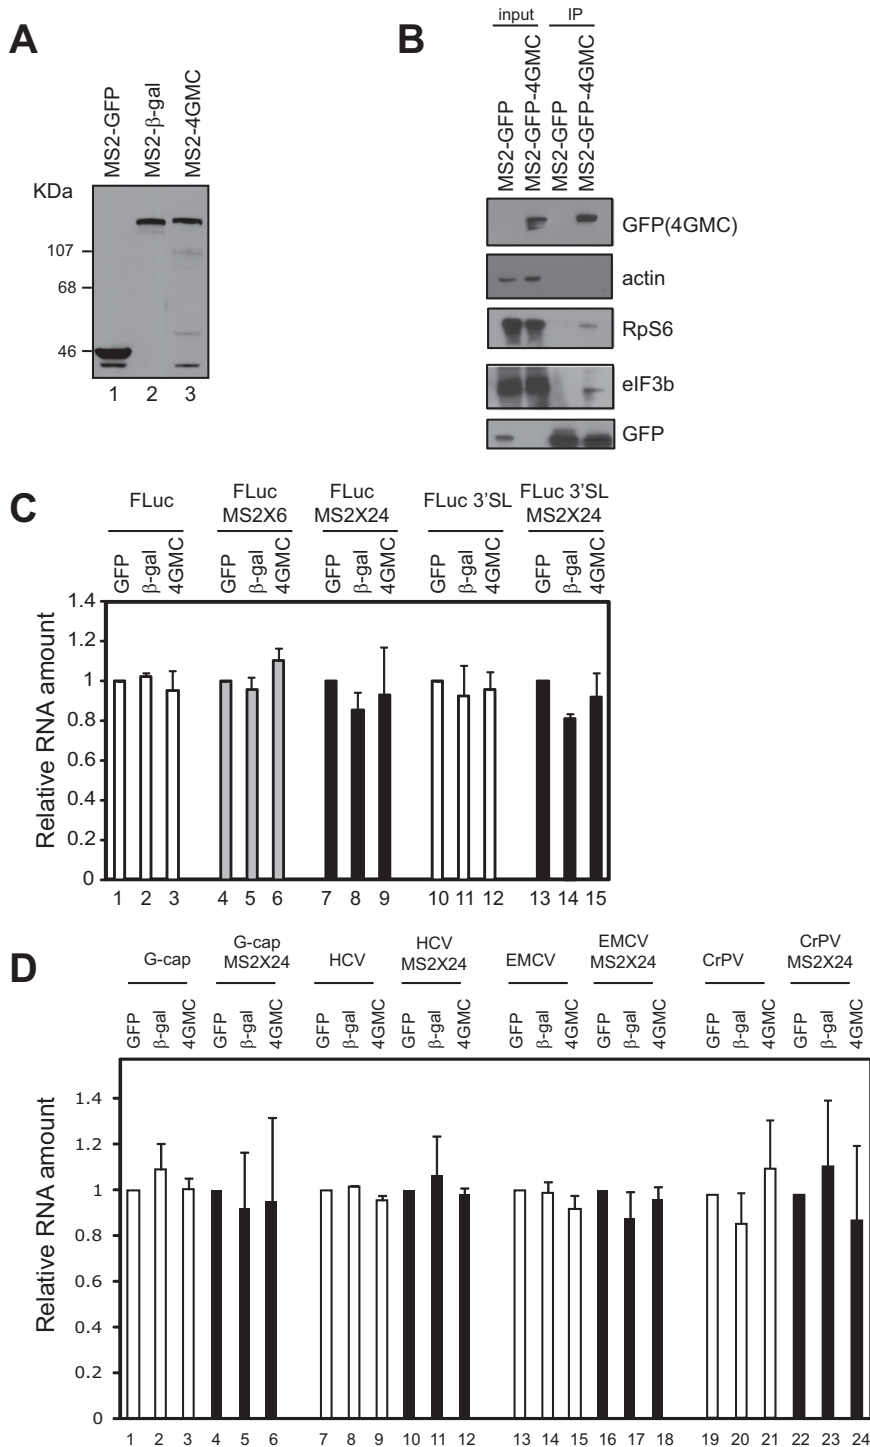 A
MS2-GFP
MS2-β-gal
MS2-4GMC
KDa
107
68
46
1 2 3
B
input IP
MS2-GFP
MS2-GFP-4GMC
MS2-GFP
MS2-GFP-4GMC
GFP(4GMC)
actin
RpS6
eIF3b
GFP
C
FLuc
FLuc MS2X6
FLuc MS2X24
FLuc 3'SL
FLuc 3'SL MS2X24
GFP β-gal 4GMC GFP β-gal 4GMC GFP β-gal 4GMC GFP β-gal 4GMC GFP β-gal 4GMC
Relative RNA amount
1.4
1.2
1
0.8
0.6
0.4
0.2
0
1 2 3 4 5 6 7 8 9 10 11 12 13 14 15
D
G-cap
G-cap MS2X24
HCV
HCV MS2X24
EMCV
EMCV MS2X24
CrPV
CrPV MS2X24
GFP β-gal 4GMC GFP β-gal 4GMC GFP β-gal 4GMC GFP β-gal 4GMC GFP β-gal 4GMC GFP β-gal 4GMC GFP β-gal 4GMC GFP β-gal 4GMC
Relative RNA amount
1.4
1.2
1
0.8
0.6
0.4
0.2
0
1 2 3 4 5 6 7 8 9 10 11 12 13 14 15 16 17 18 19 20 21 22 23 24